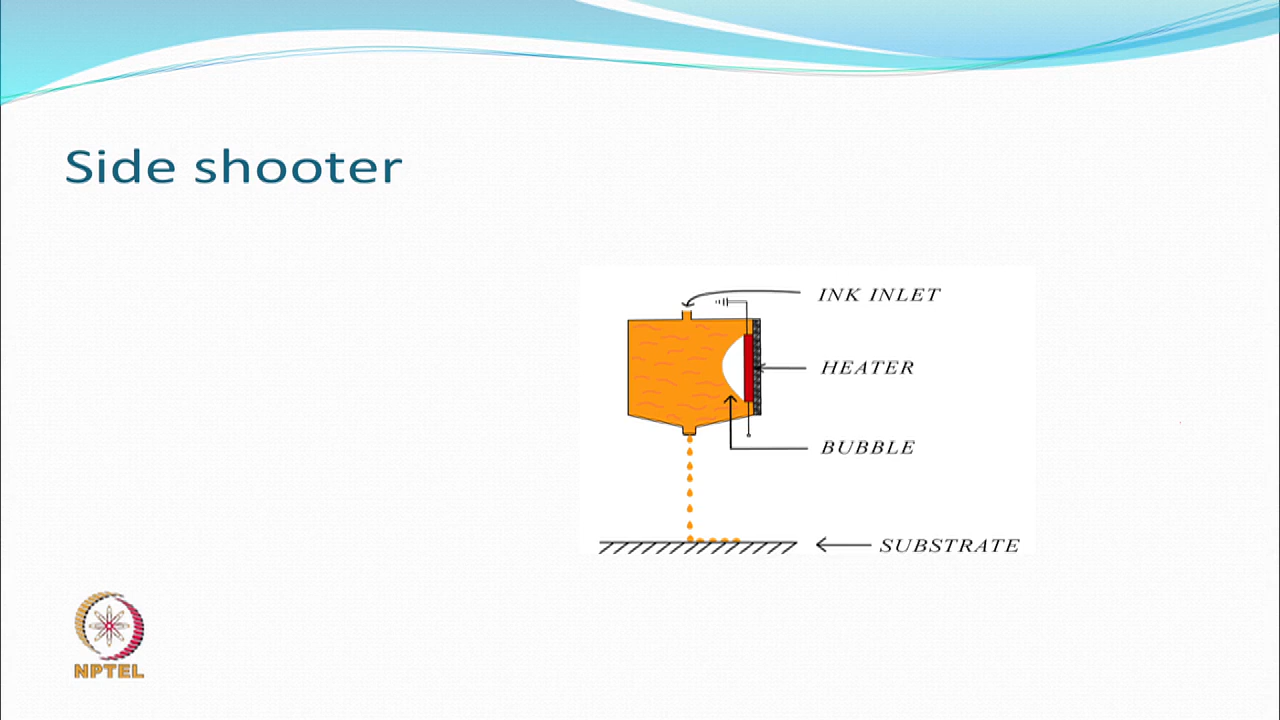 Side shooter
INK INLET
HEATER
BUBBLE
SUBSTRATE
NPTEL